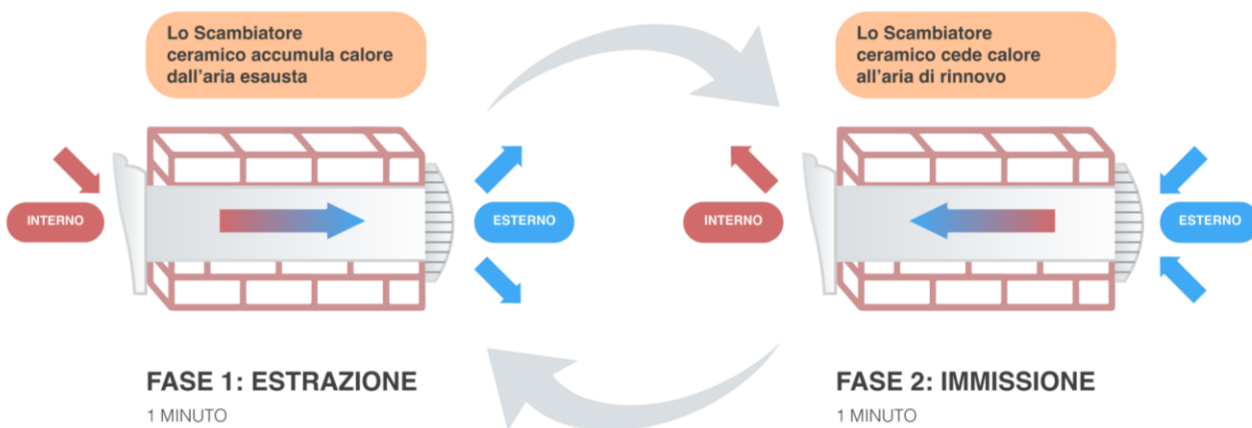 Lo Scambiatore
ceramico accumula calore
dall'aria esausta
INTERNO
ESTERNO
FASE 1: ESTRAZIONE
1 MINUTO
Lo Scambiatore
ceramico cede calore
all'aria di rinnovo
INTERNO
ESTERNO
FASE 2: IMMISSIONE
1 MINUTO